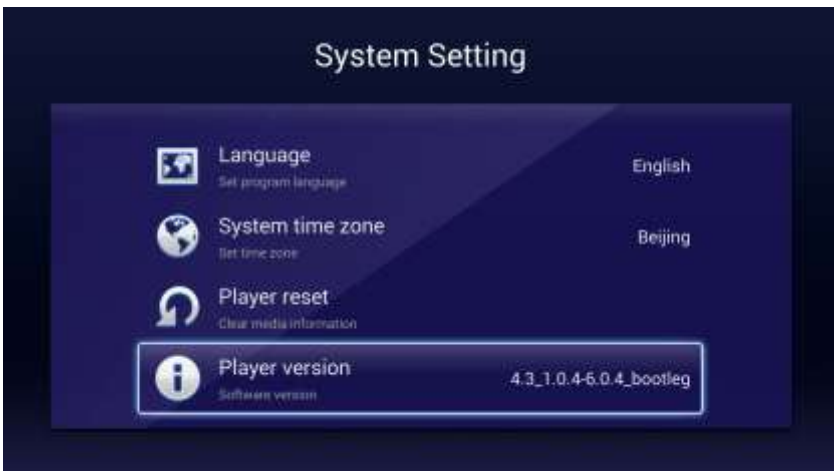 System Setting
Language
English
Set program language
System time zone
Beijing
Set time zone
Player reset
Clear media information
Player version
4.3_1.0.4-6.0.4_bootleg
Software version